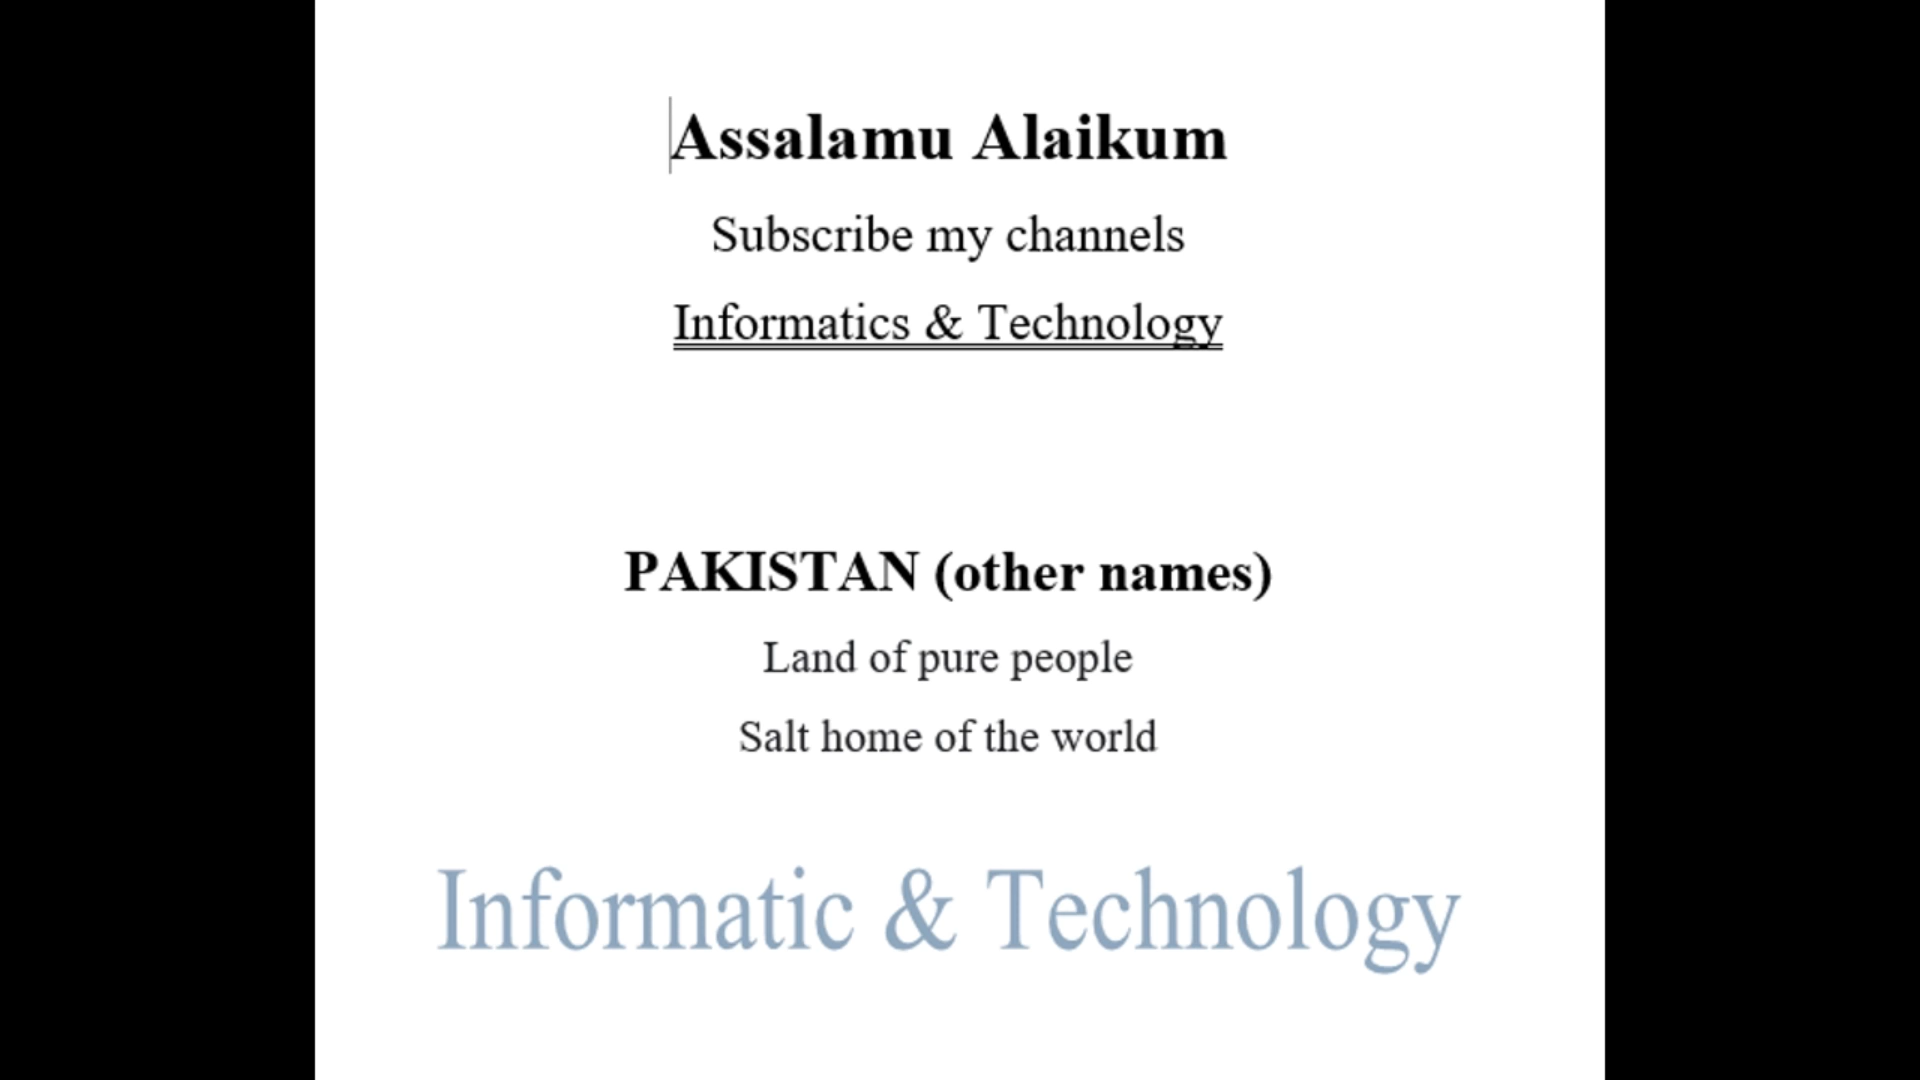 Assalamu Alaikum
Subscribe my channels
Informatics & Technology
PAKISTAN (other names)
Land of pure people
Salt home of the world
Informatic & Technology